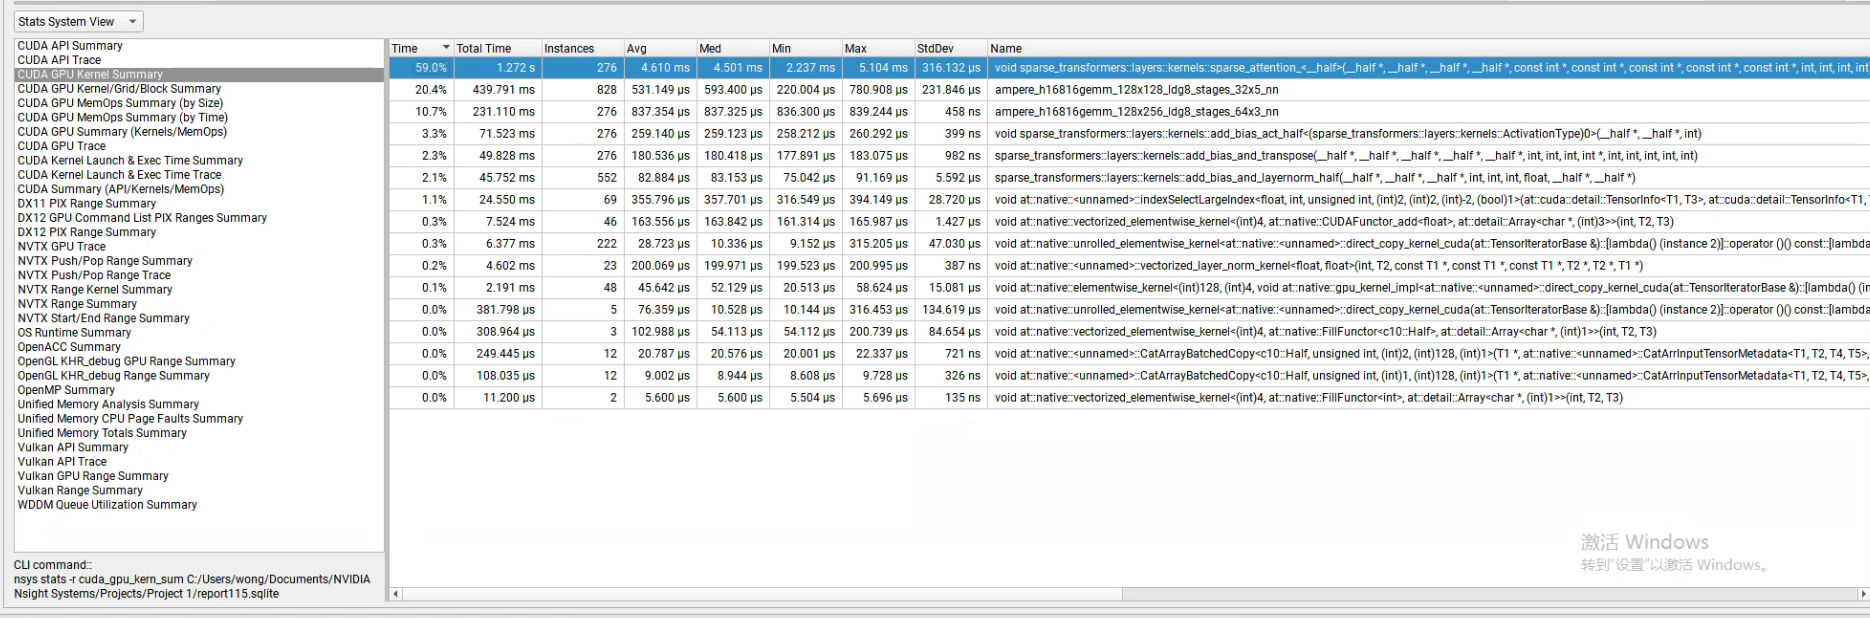 Stats System View
CUDA API Summary
CUDA API Trace
CUDA GPU Kernel Summary
CUDA GPU Kernel/Grid/Block Summary
CUDA GPU MemOps Summary (by Size)
CUDA GPU MemOps Summary (by Time)
CUDA GPU Summary (Kernels/MemOps)
CUDA GPU Trace
CUDA Kernel Launch & Exec Time Summary
CUDA Kernel Launch & Exec Time Trace
CUDA Summary (API/Kernels/MemOps)
DX11 PIX Range Summary
DX12 GPU Command List PIX Ranges Summary
DX12 PIX Range Summary
NVTX GPU Trace
NVTX Push/Pop Range Summary
NVTX Push/Pop Range Trace
NVTX Range Kernel Summary
NVTX Range Summary
NVTX Start/End Range Summary
OS Runtime Summary
OpenACC Summary
OpenGL KHR_debug GPU Range Summary
OpenGL KHR_debug Range Summary
OpenMP Summary
Unified Memory Analysis Summary
Unified Memory CPU Page Faults Summary
Unified Memory Totals Summary
Vulkan API Summary
Vulkan API Trace
Vulkan GPU Range Summary
Vulkan Range Summary
WDDM Queue Utilization Summary
CLI command::
nsys stats -r cuda_gpu_kern_sum C:/Users/wong/Documents/NVIDIA
Nsight Systems/Projects/Project 1/report115.sqlite
Time Total Time Instances Avg Med Min Max StdDev Name
59.0% 1.272 s 276 4.610 ms 4.501 ms 2.237 ms 5.104 ms 316.132 μs void sparse_transformers::layers::kernels::sparse_attention_<__half>(__half *, __half *, __half *, __half *, const int *, const int *, const int *, const int *, const int *, int, int, int, int
20.4% 439.791 ms 828 531.149 μs 593.400 μs 220.004 μs 780.908 μs 231.846 μs ampere_h16816gemm_128x128_ldg8_stages_32x5_nn
10.7% 231.110 ms 276 837.354 μs 837.325 μs 836.300 μs 839.244 μs 458 ns ampere_h16816gemm_128x256_ldg8_stages_64x3_nn
3.3% 71.523 ms 276 259.140 μs 259.123 μs 258.212 μs 260.292 μs 399 ns void sparse_transformers::layers::kernels::add_bias_act_half<(sparse_transformers::layers::kernels::ActivationType)0>(__half *, __half *, int)
2.3% 49.828 ms 276 180.536 μs 180.418 μs 177.891 μs 183.075 μs 982 ns sparse_transformers::layers::kernels::add_bias_and_transpose(__half *, __half *, __half *, __half *, __half *, int, int, int, int *, int, int, int, int, int)
2.1% 45.752 ms 552 82.884 μs 83.153 μs 75.042 μs 91.169 μs 5.592 μs sparse_transformers::layers::kernels::add_bias_and_layernorm_half(__half *, __half *, __half *, int, int, int, float, __half *, __half *)
1.1% 24.550 ms 69 355.796 μs 357.701 μs 316.549 μs 394.149 μs 28.720 μs void at::native::<unnamed>::indexSelectLargeIndex<float, int, unsigned int, (int)2, (int)2, (int)-2, (bool)1>(at::cuda::detail::TensorInfo<T1, T3>, at::cuda::detail::TensorInfo<T1,
0.3% 7.524 ms 46 163.556 μs 163.842 μs 161.314 μs 165.987 μs 1.427 μs void at::native::vectorized_elementwise_kernel<(int)4, at::native::CUDAFunctor_add<float>, at::detail::Array<char *, (int)3>>(int, T2, T3)
0.3% 6.377 ms 222 28.723 μs 10.336 μs 9.152 μs 315.205 μs 47.030 μs void at::native::unrolled_elementwise_kernel<at::native::<unnamed>::direct_copy_kernel_cuda(at::TensorIteratorBase &)::[lambda() (instance 2)]::operator ()() const::[lambda
0.2% 4.602 ms 23 200.069 μs 199.971 μs 199.523 μs 200.995 μs 387 ns void at::native::<unnamed>::vectorized_layer_norm_kernel<float, float>(int, T2, const T1 *, const T1 *, const T1 *, T2 *, T2 *, T1 *)
0.1% 2.191 ms 48 45.642 μs 52.129 μs 20.513 μs 58.624 μs 15.081 μs void at::native::elementwise_kernel<(int)128, (int)4, void at::native::gpu_kernel_impl<at::native::<unnamed>::direct_copy_kernel_cuda(at::TensorIteratorBase &)::[lambda() (in
0.0% 381.798 μs 5 76.359 μs 10.528 μs 10.144 μs 316.453 μs 134.619 μs void at::native::unrolled_elementwise_kernel<at::native::<unnamed>::direct_copy_kernel_cuda(at::TensorIteratorBase &)::[lambda() (instance 2)]::operator ()() const::[lambda
0.0% 308.964 μs 3 102.988 μs 54.113 μs 54.112 μs 200.739 μs 84.654 μs void at::native::vectorized_elementwise_kernel<(int)4, at::native::FillFunctor<c10::Half>, at::detail::Array<char *, (int)1>>(int, T2, T3)
0.0% 249.445 μs 12 20.787 μs 20.576 μs 20.001 μs 22.337 μs 721 ns void at::native::<unnamed>::CatArrayBatchedCopy<c10::Half, unsigned int, (int)2, (int)128, (int)1>(T1 *, at::native::<unnamed>::CatArrInputTensorMetadata<T1, T2, T4, T5>,
0.0% 108.035 μs 12 9.002 μs 8.944 μs 8.608 μs 9.728 μs 326 ns void at::native::<unnamed>::CatArrayBatchedCopy<c10::Half, unsigned int, (int)1, (int)128, (int)1>(T1 *, at::native::<unnamed>::CatArrInputTensorMetadata<T1, T2, T4, T5>,
0.0% 11.200 μs 2 5.600 μs 5.600 μs 5.504 μs 5.696 μs 135 ns void at::native::vectorized_elementwise_kernel<(int)4, at::native::FillFunctor<int>, at::detail::Array<char *, (int)1>>(int, T2, T3)
激活 Windows
转到"设置"以激活 Windows。